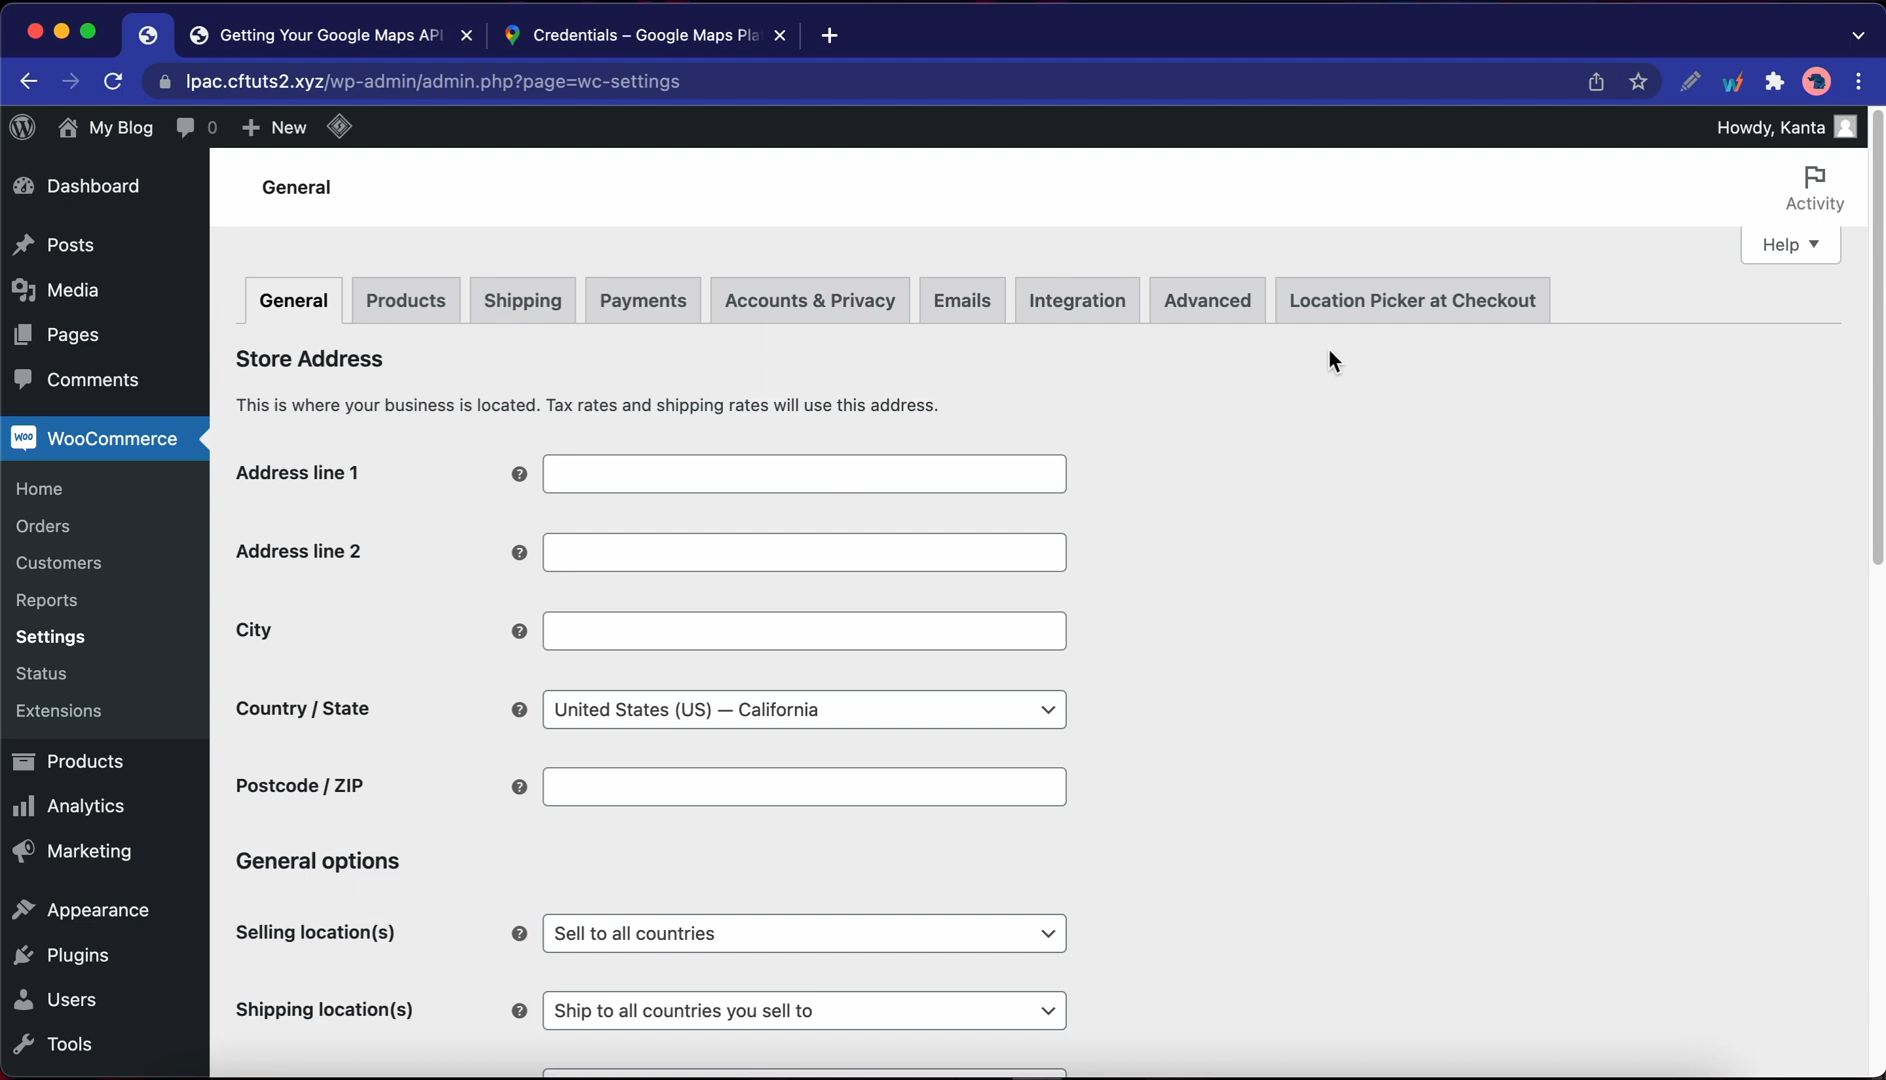 Getting Your Google Maps API
Credentials – Google Maps Pla
lpac.cftuts2.xyz/wp-admin/admin.php?page=wc-settings
My Blog
0
New
Howdy, Kanta
Dashboard
Posts
Media
Pages
Comments
WOO
WooCommerce
Home
Orders
Customers
Reports
Settings
Status
Extensions
Products
Analytics
Marketing
Appearance
Plugins
Users
Tools
General
Activity
Help
General
Products
Shipping
Payments
Accounts & Privacy
Emails
Integration
Advanced
Location Picker at Checkout
Store Address
This is where your business is located. Tax rates and shipping rates will use this address.
Address line 1
Address line 2
City
Country / State
United States (US) — California
Postcode / ZIP
General options
Selling location(s)
Sell to all countries
Shipping location(s)
Ship to all countries you sell to